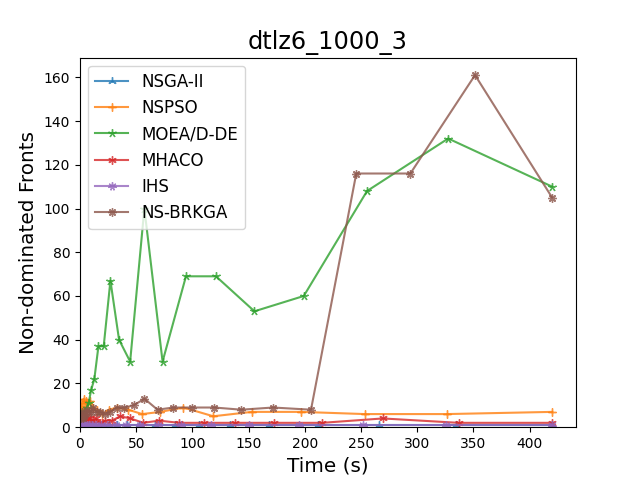 dtlz6_1000_3
Non-dominated Fronts
160
140
120
100
80
60
40
20
0
NSGA-II
NSPSO
MOEA/D-DE
MHACO
IHS
NS-BRKGA
0 50 100 150 200 250 300 350 400
Time (s)